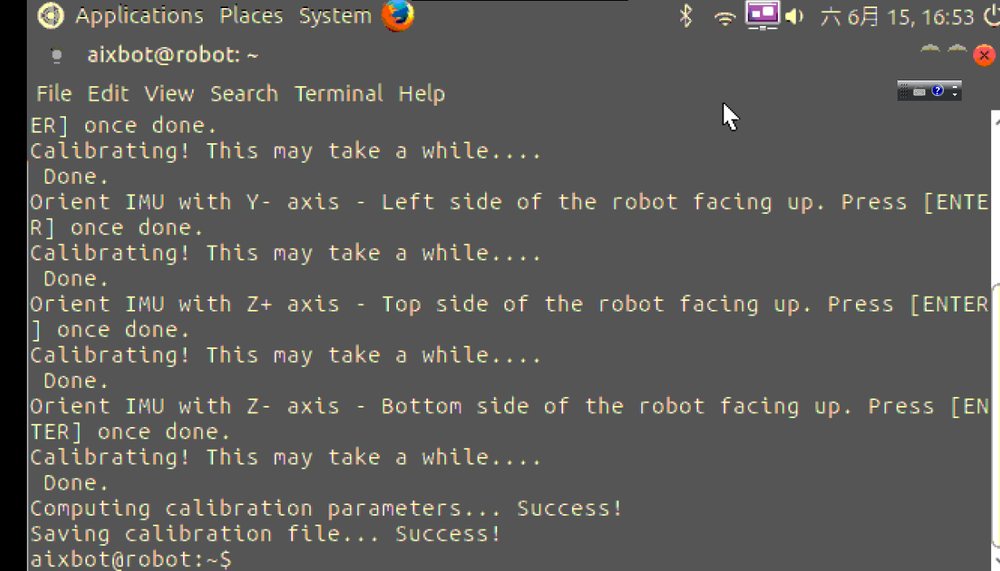 Applications Places System 六 6月 15, 16:53
aixbot@robot: ~
File Edit View Search Terminal Help
ER] once done.
Calibrating! This may take a while....
Done.
Orient IMU with Y- axis - Left side of the robot facing up. Press [ENTE
R] once done.
Calibrating! This may take a while....
Done.
Orient IMU with Z+ axis - Top side of the robot facing up. Press [ENTER
] once done.
Calibrating! This may take a while....
Done.
Orient IMU with Z- axis - Bottom side of the robot facing up. Press [EN
TER] once done.
Calibrating! This may take a while....
Done.
Computing calibration parameters... Success!
Saving calibration file... Success!
aixbot@robot:~$